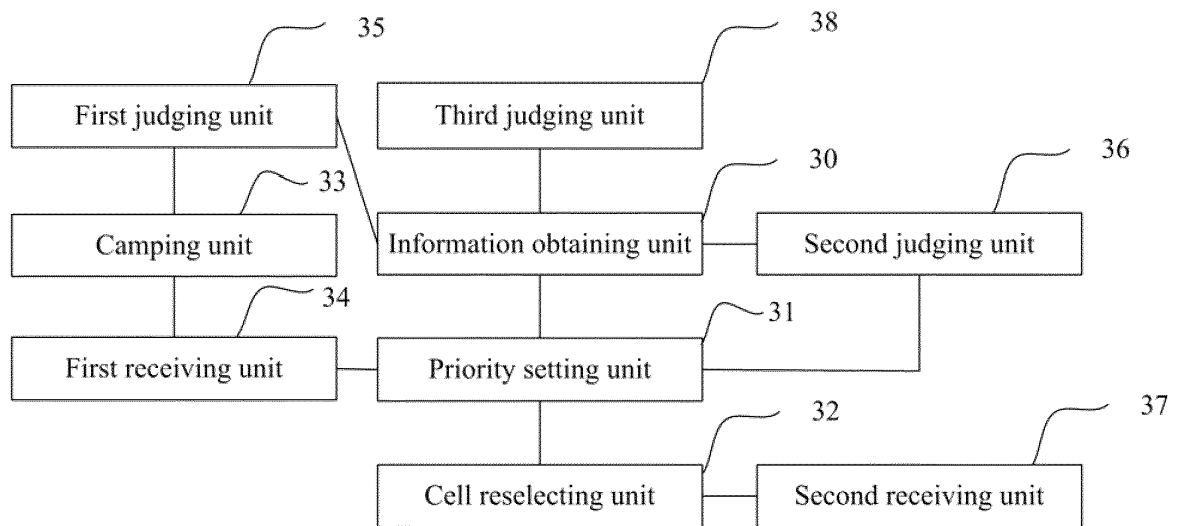 35
38
First judging unit
Third judging unit
33
30
36
Camping unit
Information obtaining unit
Second judging unit
34
31
First receiving unit
Priority setting unit
32
37
Cell reselecting unit
Second receiving unit